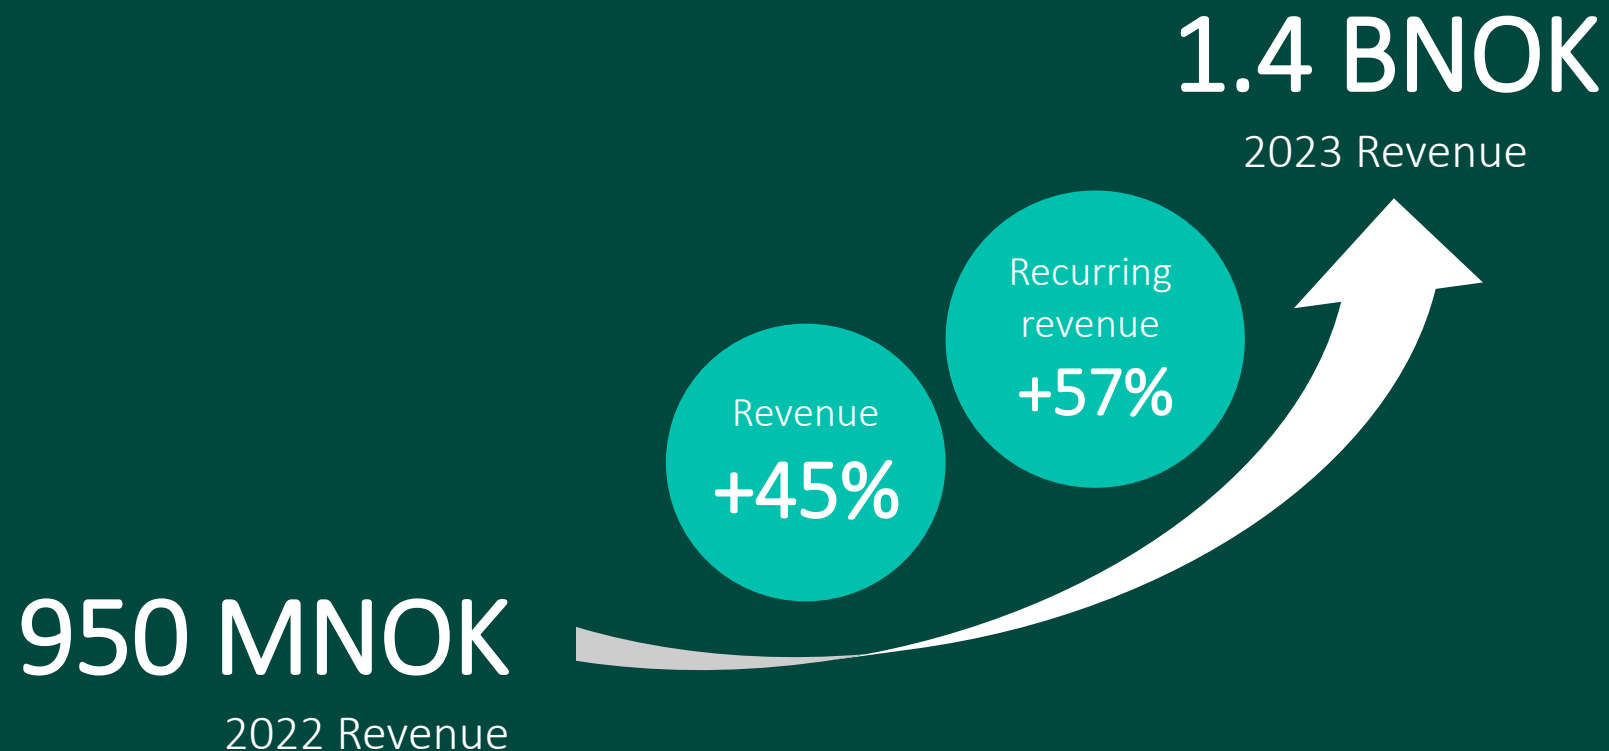 1.4 BNOK
2023 Revenue
Recurring
revenue
+57%
Revenue
+45%
950 MNOK
2022 Revenue